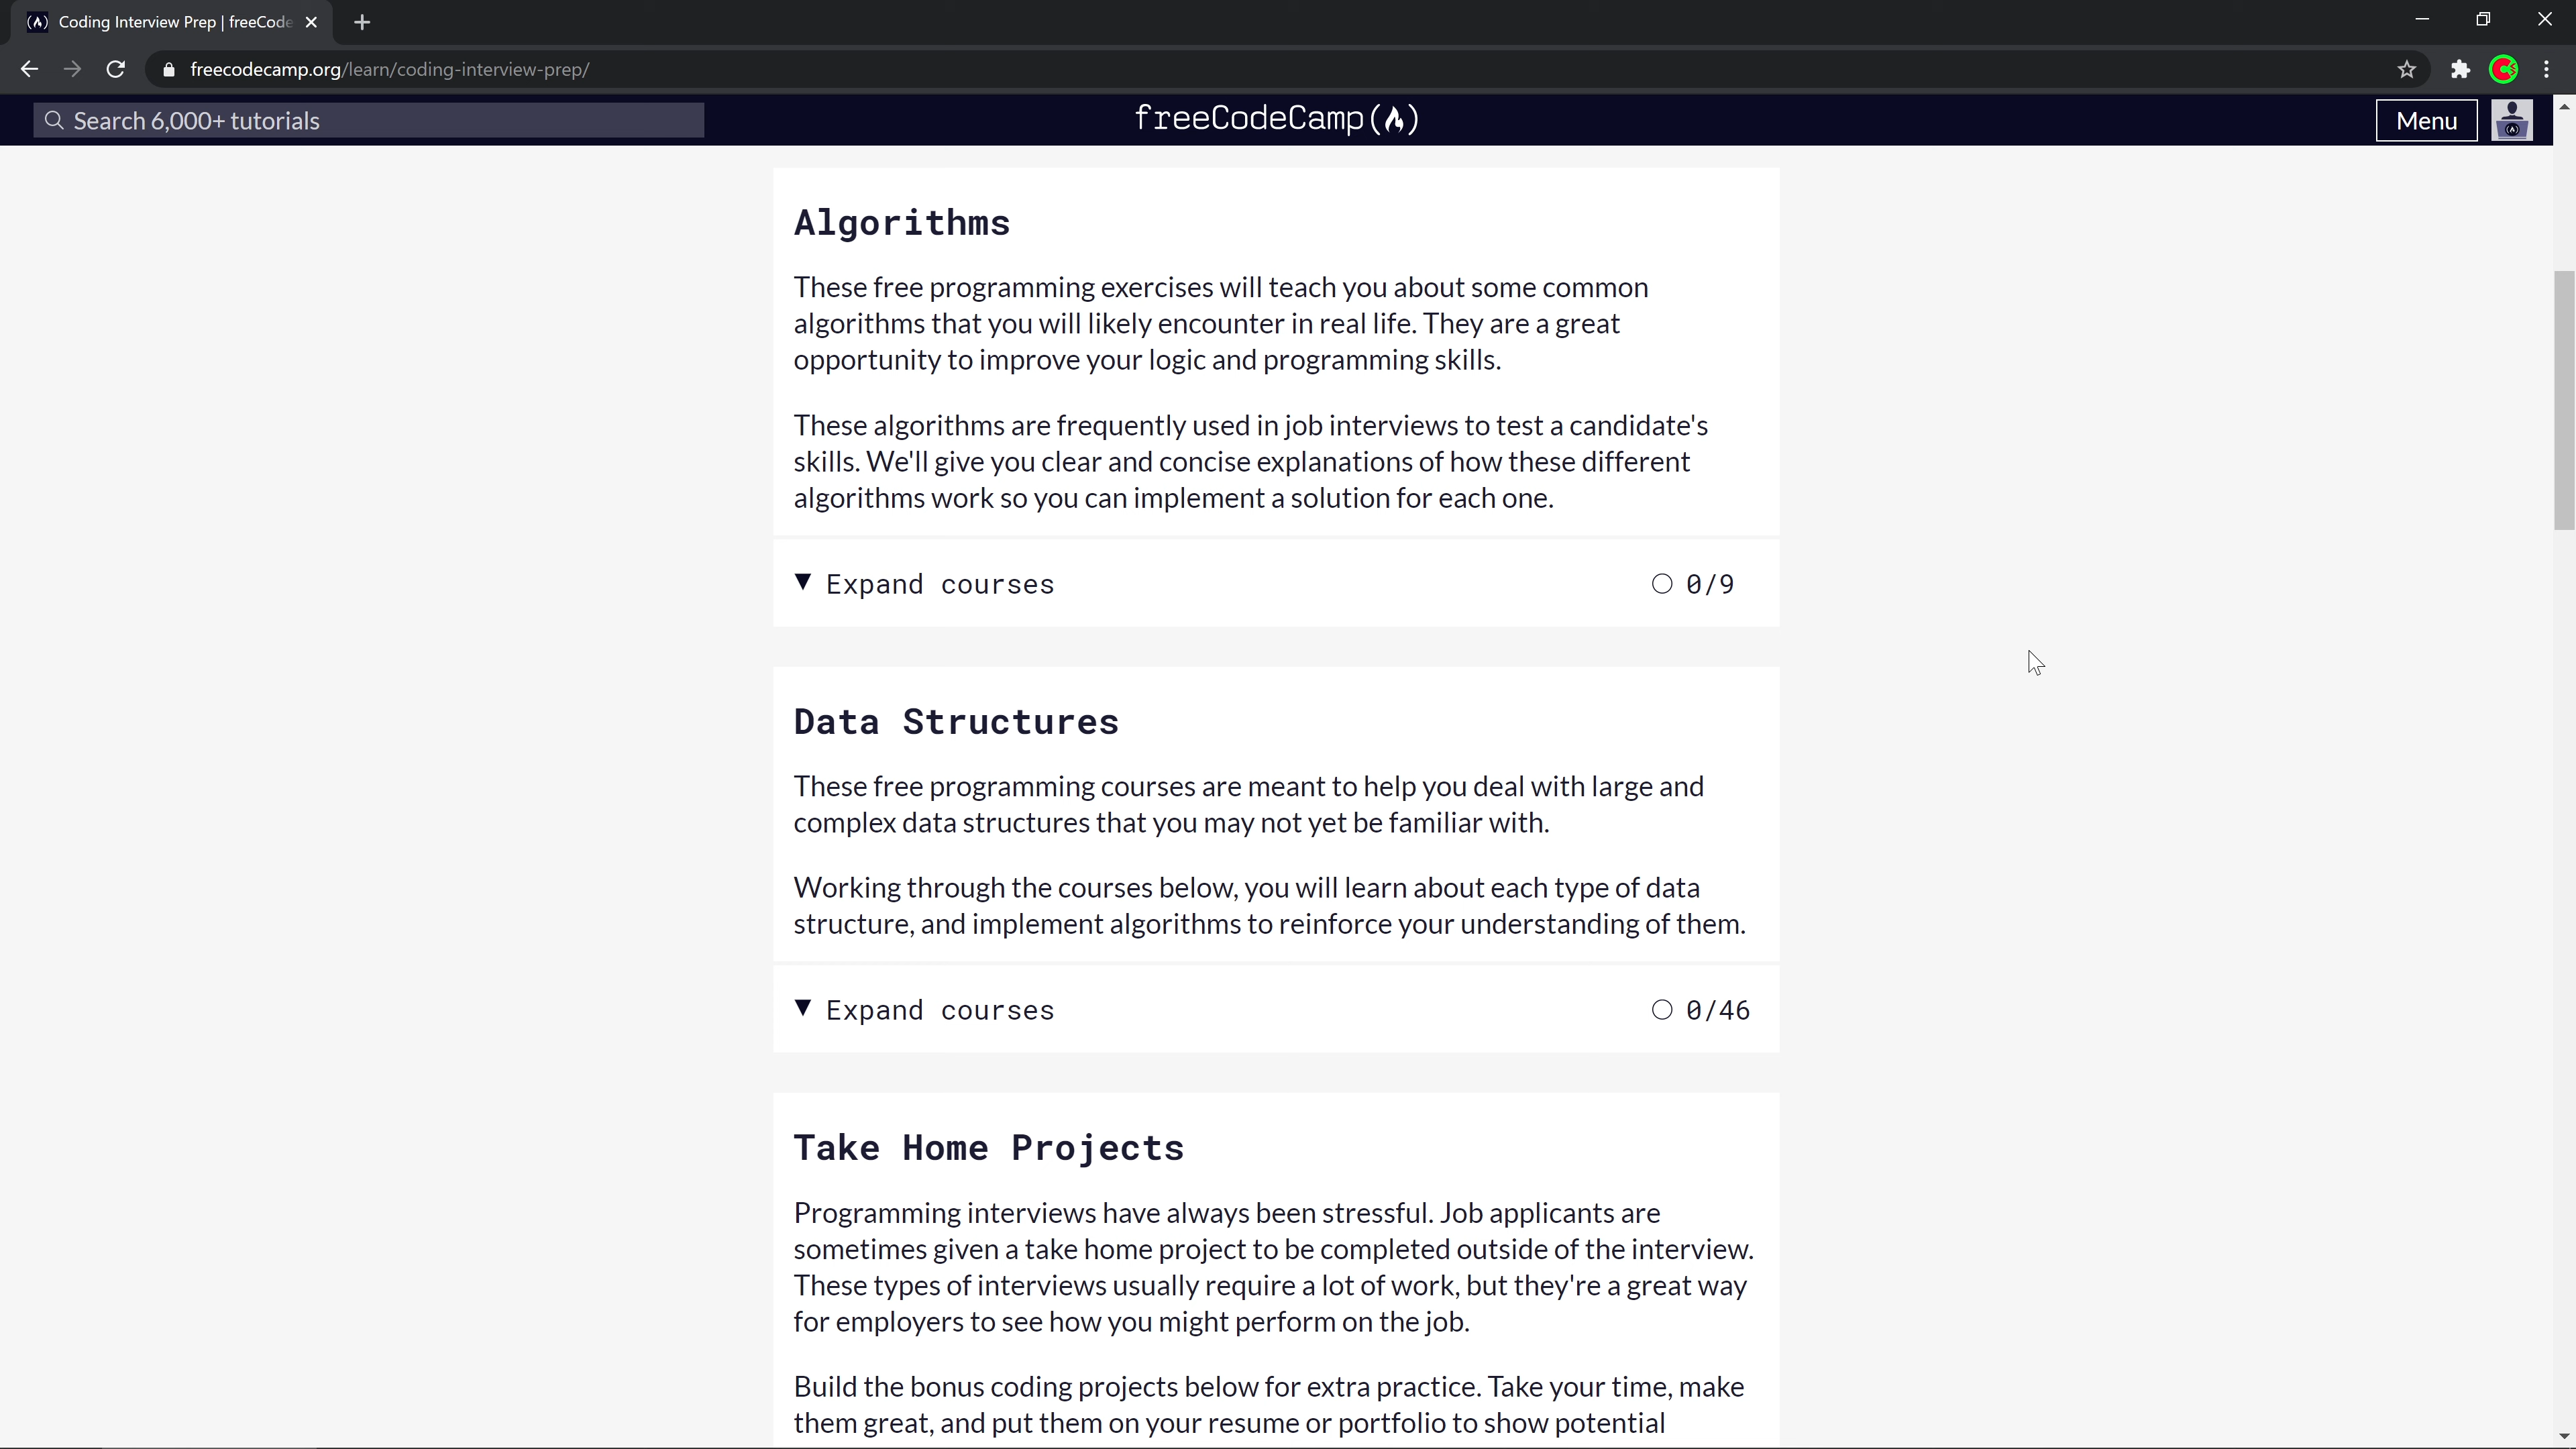 Coding Interview Prep | freeCode
freecodecamp.org/learn/coding-interview-prep/
Search 6,000+ tutorials
freeCodeCamp
Menu
Algorithms
These free programming exercises will teach you about some common
algorithms that you will likely encounter in real life. They are a great
opportunity to improve your logic and programming skills.
These algorithms are frequently used in job interviews to test a candidate's
skills. We'll give you clear and concise explanations of how these different
algorithms work so you can implement a solution for each one.
Expand courses 0/9
Data Structures
These free programming courses are meant to help you deal with large and
complex data structures that you may not yet be familiar with.
Working through the courses below, you will learn about each type of data
structure, and implement algorithms to reinforce your understanding of them.
Expand courses 0/46
Take Home Projects
Programming interviews have always been stressful. Job applicants are
sometimes given a take home project to be completed outside of the interview.
These types of interviews usually require a lot of work, but they're a great way
for employers to see how you might perform on the job.
Build the bonus coding projects below for extra practice. Take your time, make
them great, and put them on your resume or portfolio to show potential